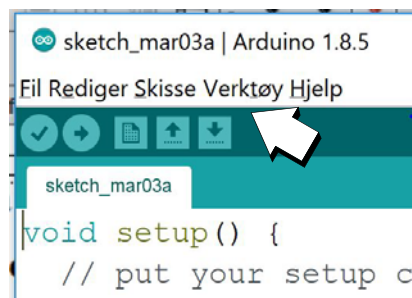 sketch_mar03a | Arduino 1.8.5
Fil Rediger Skisse Verktøy Hjelp
sketch_mar03a
void setup() {
// put your setup c